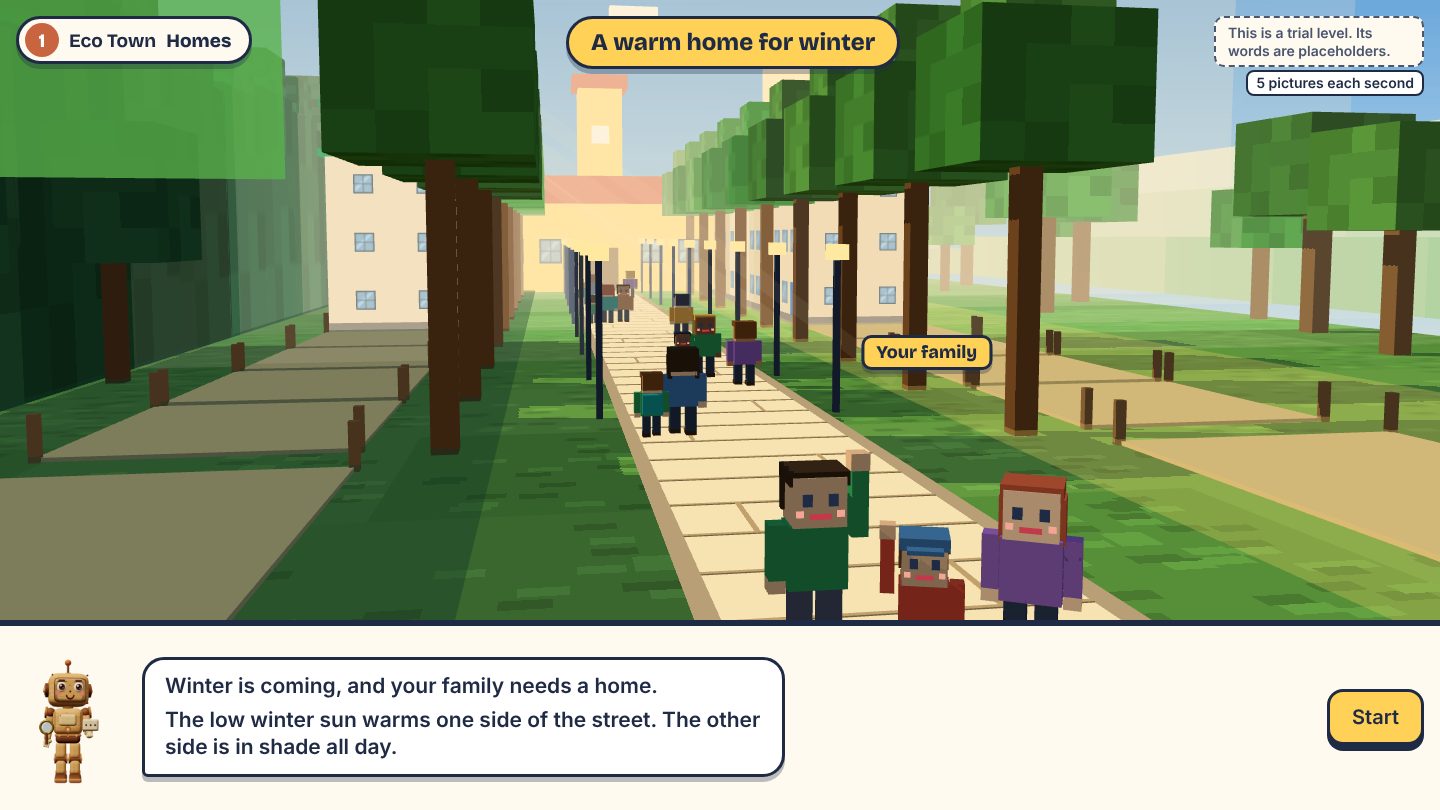 1 Eco Town Homes
A warm home for winter
This is a trial level. Its
words are placeholders.
5 pictures each second
Your family
Winter is coming, and your family needs a home.
The low winter sun warms one side of the street. The other
side is in shade all day.
Start